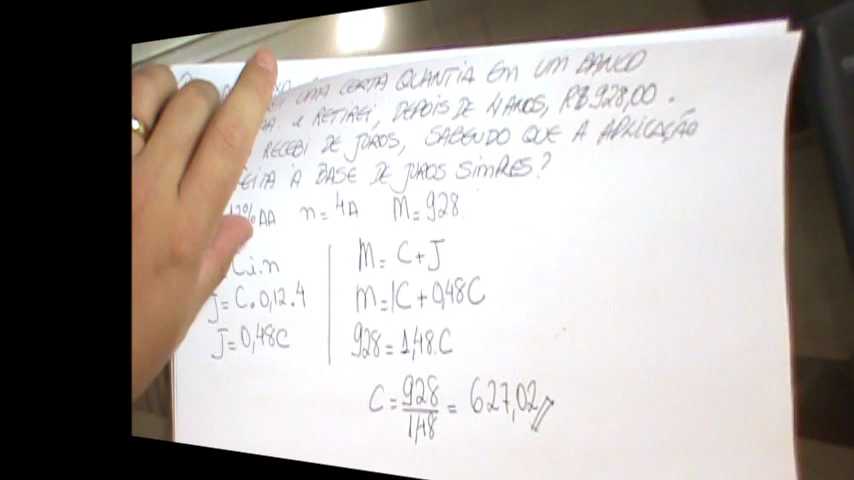 UMA CERTA QUANTIA EM UM BANCO
E RETIREI, DEPOIS DE 4 ANOS, R$ 928,00.
RECEBI DE JUROS, SABENDO QUE A APLICAÇÃO
FEITA À BASE DE JUROS SIMPLES?
12% AA n = 4A M = 928
C.i.n
J = C.0,12.4
J = 0,48C
M = C + J
M = 1C + 0,48C
928 = 1,48.C
C = 928/1,48 = 627,02